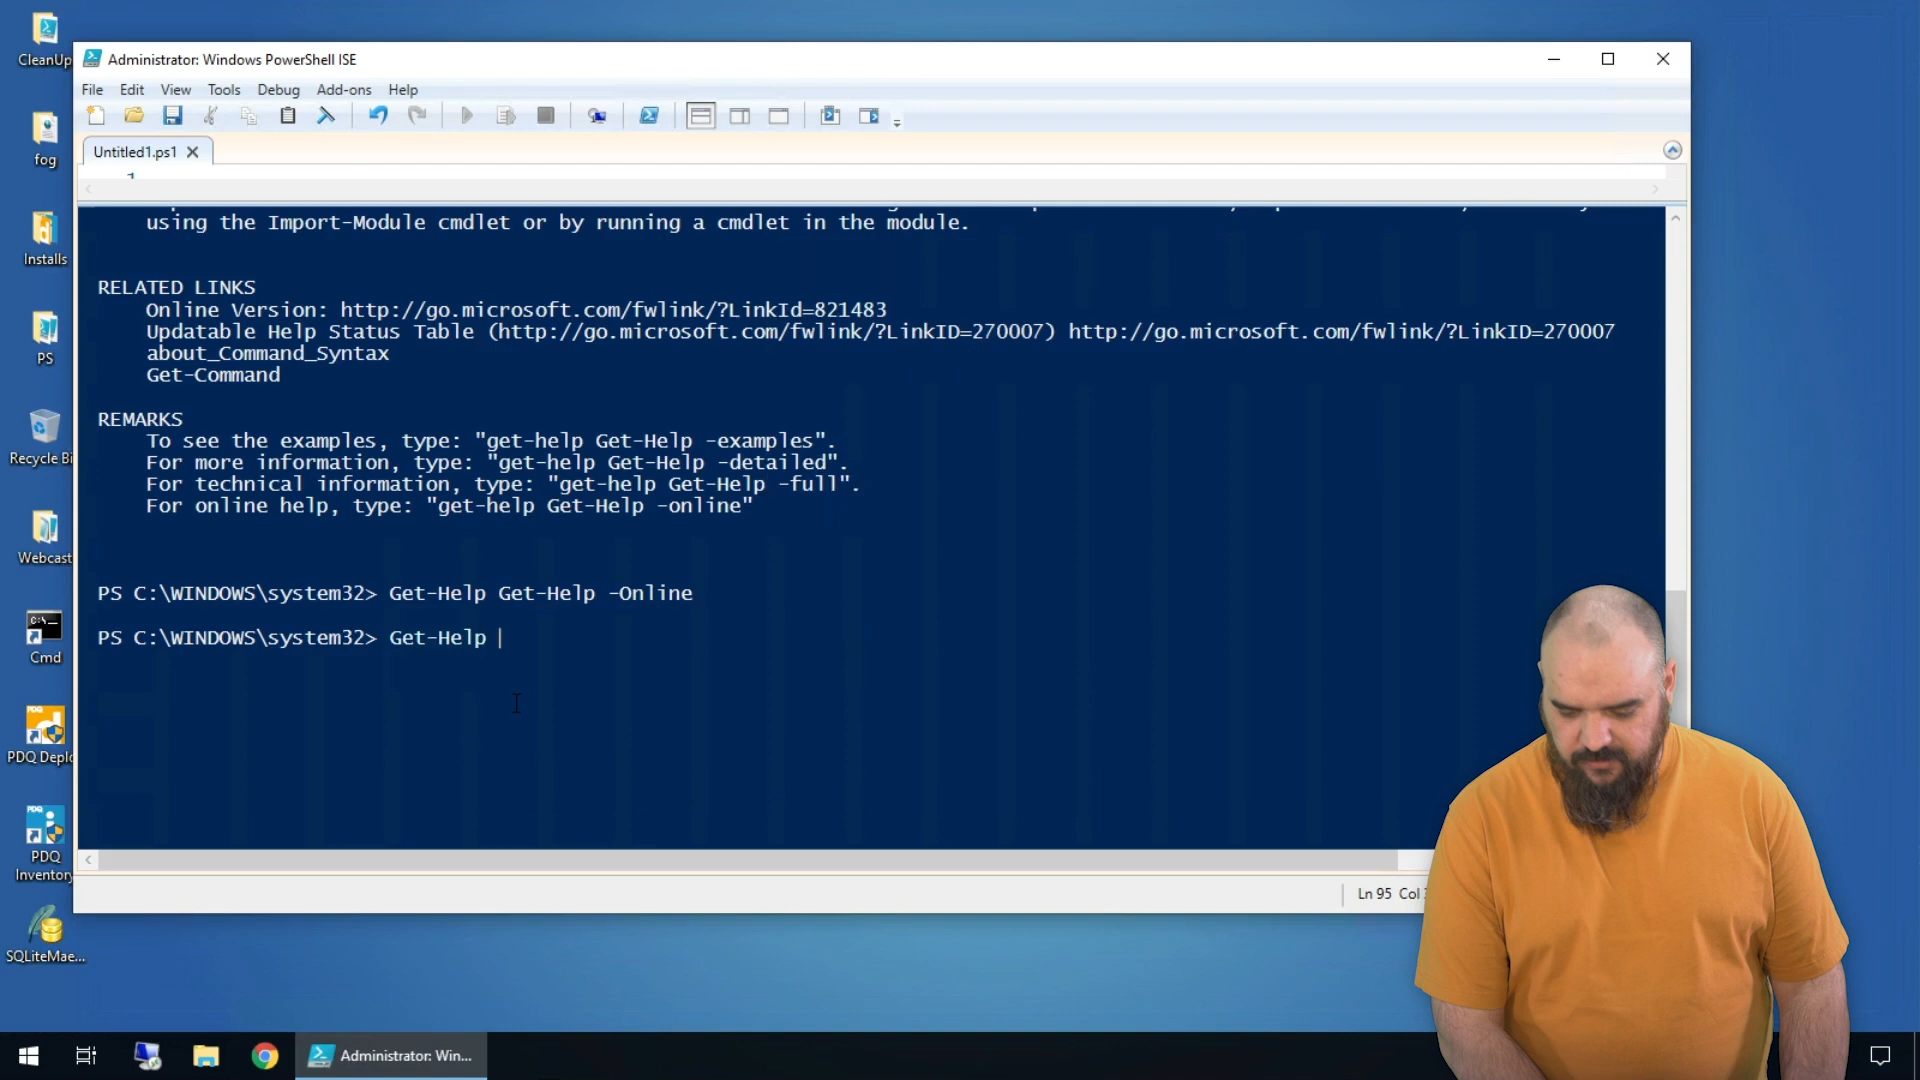 CleanUp
fog
Installs
PS
Recycle Bi
Webcast
Cmd
PDQ Deplo
PDQ
Inventory
SQLiteMae...
Administrator: Windows PowerShell ISE
File Edit View Tools Debug Add-ons Help
Untitled1.ps1
1
using the Import-Module cmdlet or by running a cmdlet in the module.
RELATED LINKS
Online Version: http://go.microsoft.com/fwlink/?LinkId=821483
Updatable Help Status Table (http://go.microsoft.com/fwlink/?LinkID=270007) http://go.microsoft.com/fwlink/?LinkID=270007
about_Command_Syntax
Get-Command
REMARKS
To see the examples, type: "get-help Get-Help -examples".
For more information, type: "get-help Get-Help -detailed".
For technical information, type: "get-help Get-Help -full".
For online help, type: "get-help Get-Help -online"
PS C:\WINDOWS\system32> Get-Help Get-Help -Online
PS C:\WINDOWS\system32> Get-Help
Ln 95 Col
Administrator: Win...